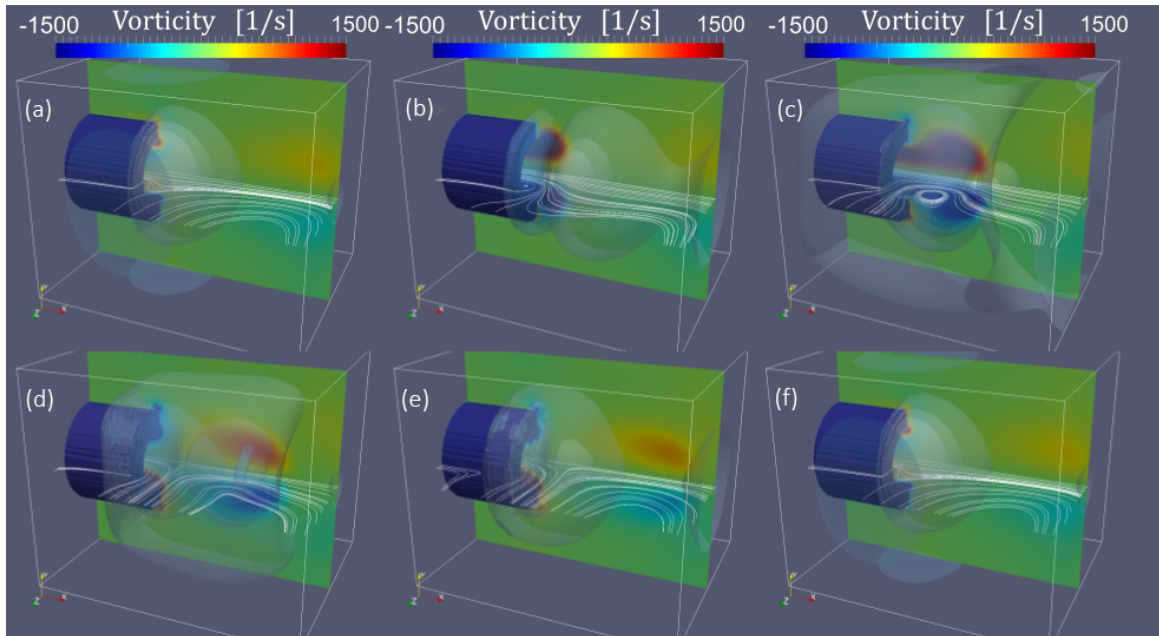 -1500 Vorticity [1/s] 1500 -1500 Vorticity [1/s] 1500 -1500 Vorticity [1/s] 1500
(a) (b) (c)
Y Y Y
Z X Z X Z X
(d) (e) (f)
Y Y Y
Z X Z X Z X